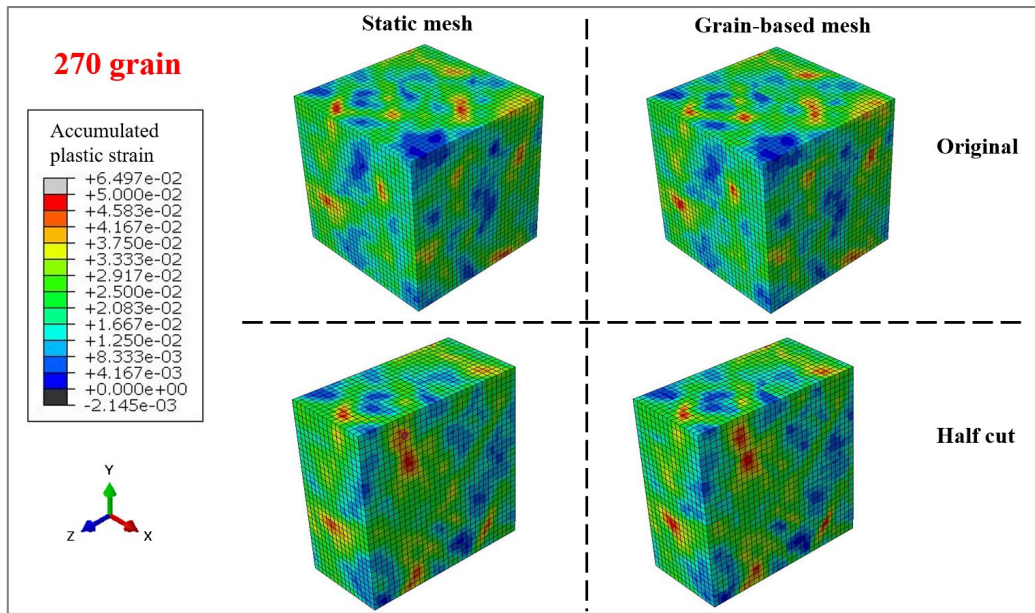 Static mesh
Grain-based mesh
270 grain
Original
Accumulated
plastic strain
+6.497e-02
+5.000e-02
+4.583e-02
+4.167e-02
+3.750e-02
+3.333e-02
+2.917e-02
+2.500e-02
+2.083e-02
+1.667e-02
+1.250e-02
+8.333e-03
+4.167e-03
+0.000e+00
-2.145e-03
Half cut
Y
Z
X